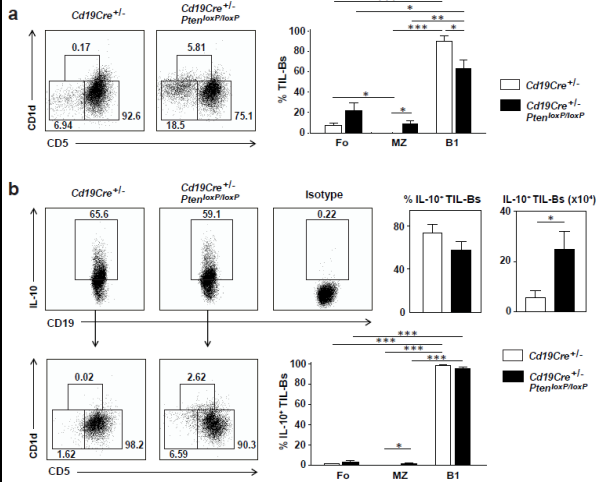 a
Cd19Cre+/-
Cd19Cre+/-
PtenloxP/loxP
0.17
5.81
6.94
92.6
18.5
75.1
CD1d
CD5
***
*
**
***
*
*
*
% TIL-Bs
100
80
60
40
20
0
Fo
MZ
B1
Cd19Cre+/-
Cd19Cre+/-
PtenloxP/loxP
b
Cd19Cre+/-
Cd19Cre+/-
PtenloxP/loxP
Isotype
65.6
59.1
0.22
IL-10
CD19
% IL-10+ TIL-Bs
80
40
0
IL-10+ TIL-Bs (x10⁴)
*
40
20
0
0.02
2.62
1.62
98.2
6.59
90.3
CD1d
CD5
***
***
***
***
*
% IL-10+ TIL-Bs
100
80
60
40
20
0
Fo
MZ
B1
Cd19Cre+/-
Cd19Cre+/-
PtenloxP/loxP